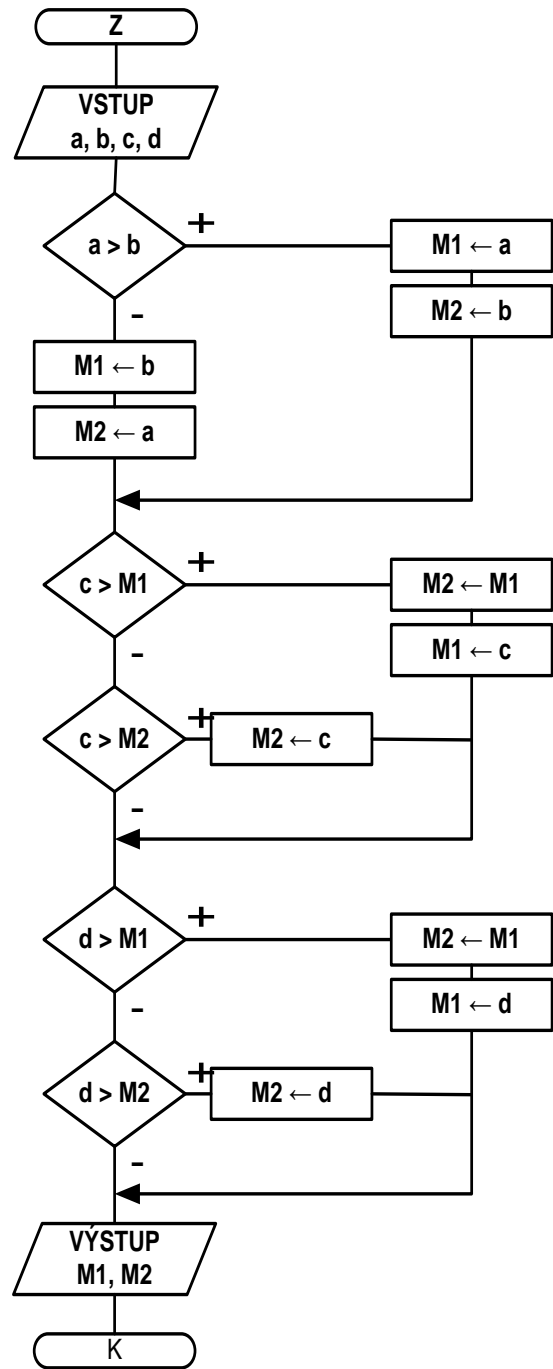 Z
VSTUP
a, b, c, d
a > b
+
M1 ← a
M2 ← b
-
M1 ← b
M2 ← a
c > M1
+
M2 ← M1
M1 ← c
-
c > M2
+
M2 ← c
-
d > M1
+
M2 ← M1
M1 ← d
-
d > M2
+
M2 ← d
-
VÝSTUP
M1, M2
K